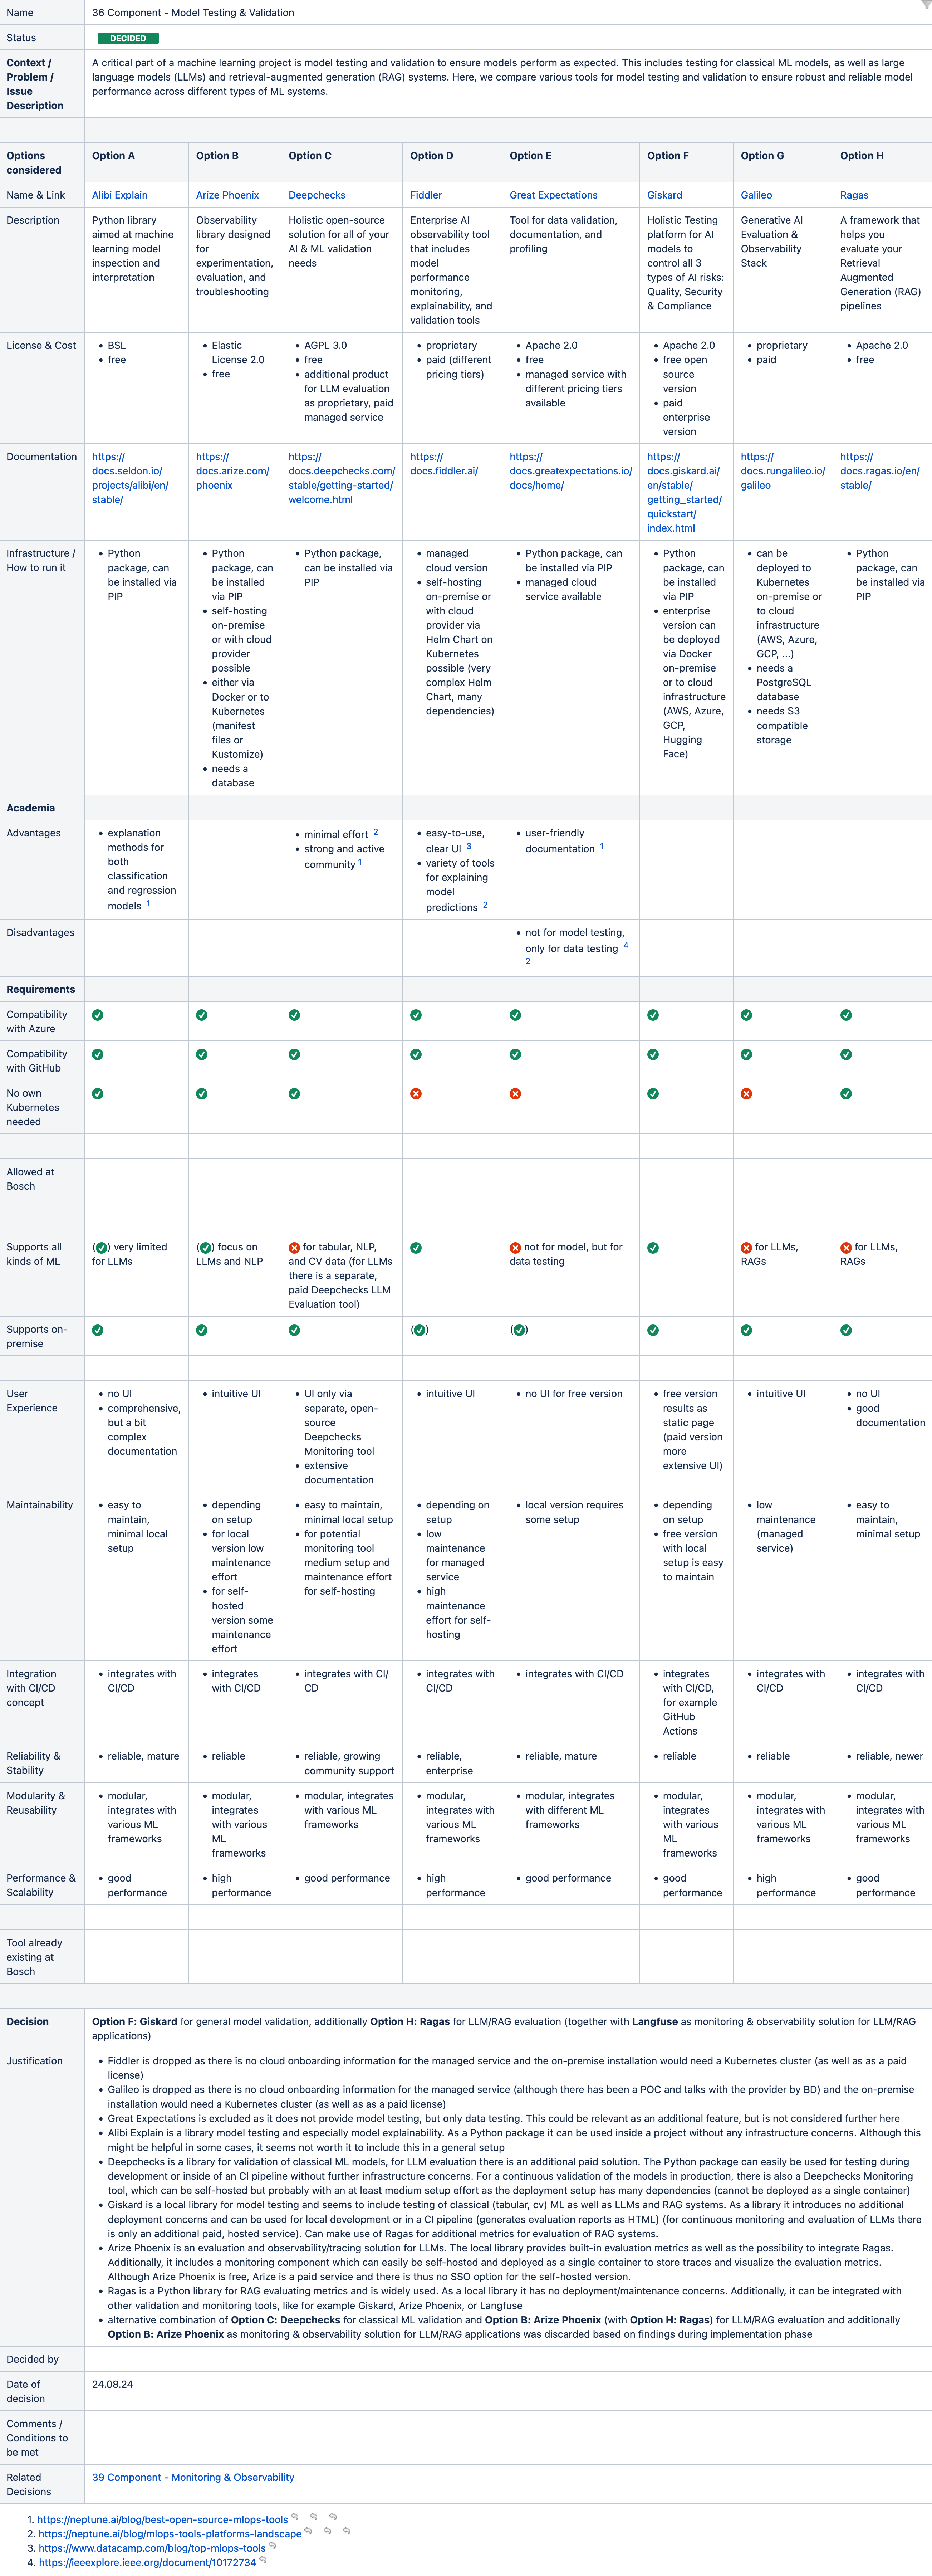 Name
36 Component - Model Testing & Validation
Status
DECIDED
Context /
Problem /
Issue
Description
A critical part of a machine learning project is model testing and validation to ensure models perform as expected. This includes testing for classical ML models, as well as large
language models (LLMs) and retrieval-augmented generation (RAG) systems. Here, we compare various tools for model testing and validation to ensure robust and reliable model
performance across different types of ML systems.
Options
considered
Option A
Option B
Option C
Option D
Option E
Option F
Option G
Option H
Name & Link
Alibi Explain
Arize Phoenix
Deepchecks
Fiddler
Great Expectations
Giskard
Galileo
Ragas
Description
Python library
aimed at machine
learning model
inspection and
interpretation
Observability
library designed
for
experimentation,
evaluation, and
troubleshooting
Holistic open-source
solution for all of your
AI & ML validation
needs
Enterprise AI
observability tool
that includes
model
performance
monitoring,
explainability, and
validation tools
Tool for data validation,
documentation, and
profiling
Holistic Testing
platform for AI
models to
control all 3
types of AI risks:
Quality, Security
& Compliance
Generative AI
Evaluation &
Observability
Stack
A framework that
helps you
evaluate your
Retrieval
Augmented
Generation (RAG)
pipelines
License & Cost
• BSL
• free
• Elastic
License 2.0
• free
• AGPL 3.0
• free
• additional product
for LLM evaluation
as proprietary, paid
managed service
• proprietary
• paid (different
pricing tiers)
• Apache 2.0
• free
• managed service with
different pricing tiers
available
• Apache 2.0
• free open
source
version
• paid
enterprise
version
• proprietary
• paid
• Apache 2.0
• free
Documentation
https://
docs.seldon.io/
projects/alibi/en/
stable/
https://
docs.arize.com/
phoenix
https://
docs.deepchecks.com/
stable/getting-started/
welcome.html
https://
docs.fiddler.ai/
https://
docs.greatexpectations.io/
docs/home/
https://
docs.giskard.ai/
en/stable/
getting_started/
quickstart/
index.html
https://
docs.rungalileo.io/
galileo
https://
docs.ragas.io/en/
stable/
Infrastructure /
How to run it
• Python
package, can
be installed via
PIP
• Python
package, can
be installed
via PIP
• self-hosting
on-premise
or with cloud
provider
possible
• either via
Docker or to
Kubernetes
(manifest
files or
Kustomize)
• needs a
database
• Python package,
can be installed via
PIP
• managed
cloud version
• self-hosting
on-premise or
with cloud
provider via
Helm Chart on
Kubernetes
possible (very
complex Helm
Chart, many
dependencies)
• Python package, can
be installed via PIP
• managed cloud
service available
• Python
package, can
be installed
via PIP
• enterprise
version can
be deployed
via Docker
on-premise
or to cloud
infrastructure
(AWS, Azure,
GCP,
Hugging
Face)
• can be
deployed to
Kubernetes
on-premise or
to cloud
infrastructure
(AWS, Azure,
GCP, ...)
• needs a
PostgreSQL
database
• needs S3
compatible
storage
• Python
package, can
be installed via
PIP
Academia
Advantages
• explanation
methods for
both
classification
and regression
models 1
• minimal effort 2
• strong and active
community 1
• easy-to-use,
clear UI 3
• variety of tools
for explaining
model
predictions 2
• user-friendly
documentation 1
Disadvantages
• not for model testing,
only for data testing 4
2
Requirements
Compatibility
with Azure
Compatibility
with GitHub
No own
Kubernetes
needed
Allowed at
Bosch
Supports all
kinds of ML
(✓) very limited
for LLMs
(✓) focus on
LLMs and NLP
for tabular, NLP,
and CV data (for LLMs
there is a separate,
paid Deepchecks LLM
Evaluation tool)
not for model, but for
data testing
for LLMs,
RAGs
for LLMs,
RAGs
Supports on-
premise
(✓)
(✓)
User
Experience
• no UI
• comprehensive,
but a bit
complex
documentation
• intuitive UI
• UI only via
separate, open-
source
Deepchecks
Monitoring tool
• extensive
documentation
• intuitive UI
• no UI for free version
• free version
results as
static page
(paid version
more
extensive UI)
• intuitive UI
• no UI
• good
documentation
Maintainability
• easy to
maintain,
minimal local
setup
• depending
on setup
• for local
version low
maintenance
effort
• for self-
hosted
version some
maintenance
effort
• easy to maintain,
minimal local setup
• for potential
monitoring tool
medium setup and
maintenance effort
for self-hosting
• depending on
setup
• low
maintenance
for managed
service
• high
maintenance
effort for self-
hosting
• local version requires
some setup
• depending
on setup
• free version
with local
setup is easy
to maintain
• low
maintenance
(managed
service)
• easy to
maintain,
minimal setup
Integration
with CI/CD
concept
• integrates with
CI/CD
• integrates
with CI/CD
• integrates with CI/
CD
• integrates with
CI/CD
• integrates with CI/CD
• integrates
with CI/CD,
for example
GitHub
Actions
• integrates with
CI/CD
• integrates with
CI/CD
Reliability &
Stability
• reliable, mature
• reliable
• reliable, growing
community support
• reliable,
enterprise
• reliable, mature
• reliable
• reliable
• reliable, newer
Modularity &
Reusability
• modular,
integrates with
various ML
frameworks
• modular,
integrates
with various
ML
frameworks
• modular, integrates
with various ML
frameworks
• modular,
integrates with
various ML
frameworks
• modular, integrates
with different ML
frameworks
• modular,
integrates
with various
ML
frameworks
• modular,
integrates with
various ML
frameworks
• modular,
integrates with
various ML
frameworks
Performance &
Scalability
• good
performance
• high
performance
• good performance
• high
performance
• good performance
• good
performance
• high
performance
• good
performance
Tool already
existing at
Bosch
Decision
Option F: Giskard for general model validation, additionally Option H: Ragas for LLM/RAG evaluation (together with Langfuse as monitoring & observability solution for LLM/RAG
applications)
Justification
• Fiddler is dropped as there is no cloud onboarding information for the managed service and the on-premise installation would need a Kubernetes cluster (as well as as a paid
license)
• Galileo is dropped as there is no cloud onboarding information for the managed service (although there has been a POC and talks with the provider by BD) and the on-premise
installation would need a Kubernetes cluster (as well as as a paid license)
• Great Expectations is excluded as it does not provide model testing, but only data testing. This could be relevant as an additional feature, but is not considered further here
• Alibi Explain is a library model testing and especially model explainability. As a Python package it can be used inside a project without any infrastructure concerns. Although this
might be helpful in some cases, it seems not worth it to include this in a general setup
• Deepchecks is a library for validation of classical ML models, for LLM evaluation there is an additional paid solution. The Python package can easily be used for testing during
development or inside of an CI pipeline without further infrastructure concerns. For a continuous validation of the models in production, there is also a Deepchecks Monitoring
tool, which can be self-hosted but probably with an at least medium setup effort as the deployment setup has many dependencies (cannot be deployed as a single container)
• Giskard is a local library for model testing and seems to include testing of classical (tabular, cv) ML as well as LLMs and RAG systems. As a library it introduces no additional
deployment concerns and can be used for local development or in a CI pipeline (generates evaluation reports as HTML) (for continuous monitoring and evaluation of LLMs there
is only an additional paid, hosted service). Can make use of Ragas for additional metrics for evaluation of RAG systems.
• Arize Phoenix is an evaluation and observability/tracing solution for LLMs. The local library provides built-in evaluation metrics as well as the possibility to integrate Ragas.
Additionally, it includes a monitoring component which can easily be self-hosted and deployed as a single container to store traces and visualize the evaluation metrics.
Although Arize Phoenix is free, Arize is a paid service and there is thus no SSO option for the self-hosted version.
• Ragas is a Python library for RAG evaluating metrics and is widely used. As a local library it has no deployment/maintenance concerns. Additionally, it can be integrated with
other validation and monitoring tools, like for example Giskard, Arize Phoenix, or Langfuse
• alternative combination of Option C: Deepchecks for classical ML validation and Option B: Arize Phoenix (with Option H: Ragas) for LLM/RAG evaluation and additionally
Option B: Arize Phoenix as monitoring & observability solution for LLM/RAG applications was discarded based on findings during implementation phase
Decided by
Date of
decision
24.08.24
Comments /
Conditions to
be met
Related
Decisions
39 Component - Monitoring & Observability
1. https://neptune.ai/blog/best-open-source-mlops-tools
2. https://neptune.ai/blog/mlops-tools-platforms-landscape
3. https://www.datacamp.com/blog/top-mlops-tools
4. https://ieeexplore.ieee.org/document/10172734